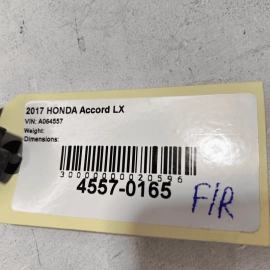 2017 HONDA Accord LX
VIN: A064557
Weight:
Dimensions:
3000000020596
4557-0165
F/R